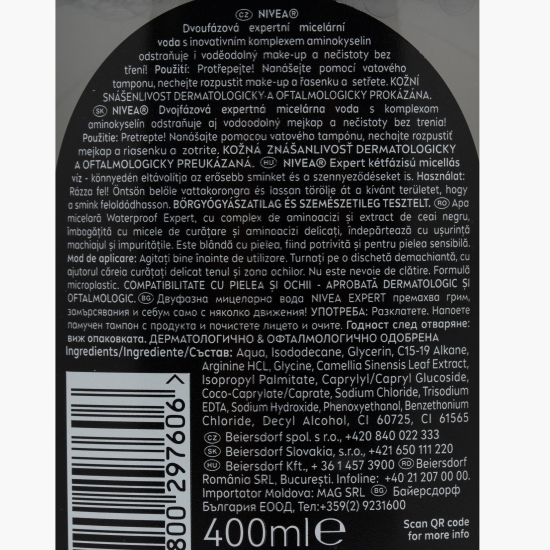 CZ NIVEA®
Dvoufázová expertní micelární
voda s inovativním komplexem aminokyselin
odstraňuje i voděodolný make-up a nečistoty bez
tření! Použití: Protřepejte! Nanášejte pomocí vatového
tamponu, nechejte rozpustit make-up a řasenku a setřete. KOŽNÍ
SNÁŠENLIVOST DERMATOLOGICKY A OFTALMOLOGICKY PROKÁZÁNA.
SK NIVEA® Dvojfázová expertná micelárna voda s komplexom
aminokyselín odstraňuje aj vodoodolný mejkap a nečistoty bez trenia!
Použitie: Pretrepte! Nanášajte pomocou vatového tampónu, nechajte rozpustiť
mejkap a riasenku a zotrite. KOŽNÁ ZNÁŠANLIVOSŤ DERMATOLOGICKY
A OFTALMOLOGICKY PREUKÁZANÁ. HU NIVEA® Expert kétfázisú micellás
víz - könnyedén eltávolítja az erősebb sminket és a szennyeződéseket is. Használat:
Rázza fel! Öntsön belőle vattakorongra és lassan törölje át a kívánt területet, hogy
a smink feloldódhasson. BŐRGYÓGYÁSZATILAG ÉS SZEMÉSZETILEG TESZTELT. RO Apa
micelară Waterproof Expert, cu complex de aminoacizi și extract de ceai negru,
îmbogățită cu micele de curățare și aminoacizi delicați, îndepărtează cu ușurință
machiajul și impuritățile. Este blândă cu pielea, fiind potrivită și pentru pielea sensibilă.
Mod de aplicare: Agitați bine înainte de utilizare. Turnați pe o dischetă demachiantă, cu
ajutorul căreia curățați delicat tenul și zona ochilor. Nu este nevoie de clătire. Formulă
microplastic. COMPATIBILITATE CU PIELEA ȘI OCHII - APROBATĂ DERMATOLOGIC ȘI
OFTALMOLOGIC. BG Двуфазна мицеларна вода NIVEA EXPERT премахва грим,
замърсявания и себум само с няколко движения! УПОТРЕБА: Разклатете. Напоете
памучен тампон с продукта и почистете лицето и очите. Годност след отваряне:
виж опаковката. ДЕРМАТОЛОГИЧНО & ОФТАЛМОЛОГИЧНО ОДОБРЕНА
Ingredients/Ingrediente/Състав: Aqua, Isododecane, Glycerin, C15-19 Alkane,
Arginine HCL, Glycine, Camellia Sinensis Leaf Extract,
Isopropyl Palmitate, Caprylyl/Capryl Glucoside,
Coco-Caprylate/Caprate, Sodium Chloride, Trisodium
EDTA, Sodium Hydroxide, Phenoxyethanol, Benzethonium
Chloride, Decyl Alcohol, CI 60725, CI 61565
CZ Beiersdorf spol. s r.o., +420 840 022 333
SK Beiersdorf Slovakia, s.r.o., +421 650 111 220
HU Beiersdorf Kft., + 36 1 457 3900 RO Beiersdorf
România SRL, București. Infoline: +40 21 207 00 00.
Importator Moldova: MAG SRL BG Байерсдорф
България ЕООД, Тел:+359(2) 9231600
800 297606 >
400ml e
Scan QR code
for more info